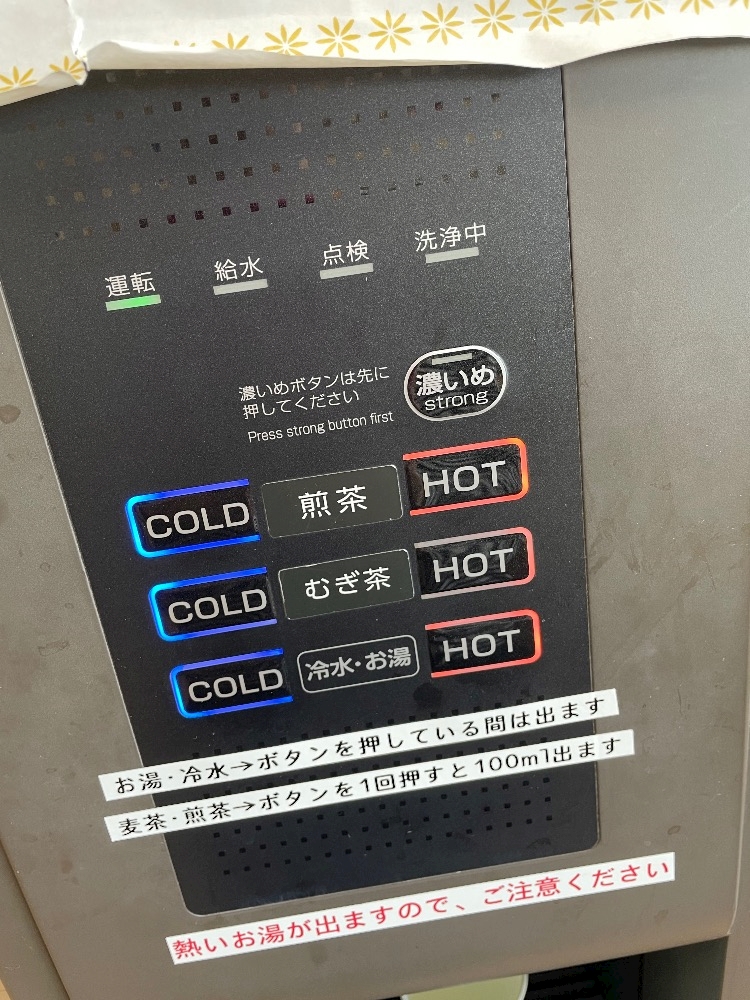 運転 給水 点検 洗浄中
濃いめボタンは先に
押してください
Press strong button first
濃いめ
strong
COLD 煎茶 HOT
COLD むぎ茶 HOT
COLD 冷水・お湯 HOT
お湯・冷水→ボタンを押している間は出ます
麦茶・煎茶→ボタンを1回押すと100ml出ます
熱いお湯が出ますので、ご注意ください